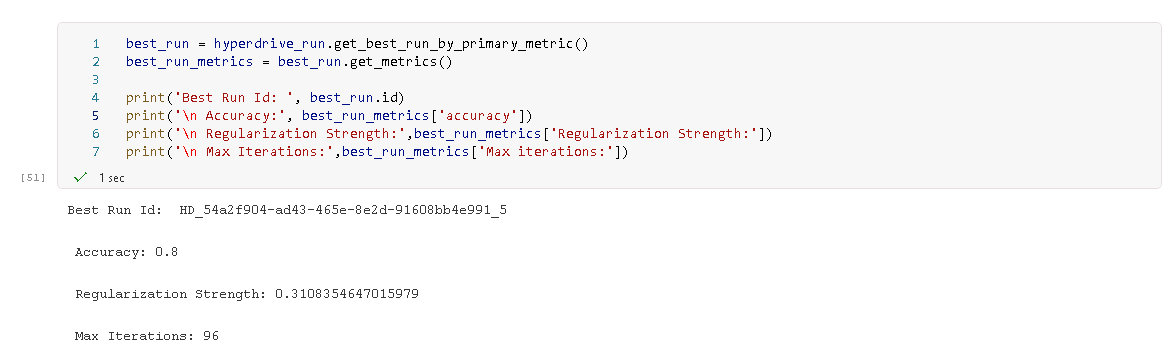 1 best_run = hyperdrive_run.get_best_run_by_primary_metric()
2 best_run_metrics = best_run.get_metrics()
3
4 print('Best Run Id: ', best_run.id)
5 print('\n Accuracy:', best_run_metrics['accuracy'])
6 print('\n Regularization Strength:',best_run_metrics['Regularization Strength:'])
7 print('\n Max Iterations:',best_run_metrics['Max iterations:'])
[51] 1 sec
Best Run Id:  HD_54a2f904-ad43-465e-8e2d-91608bb4e991_5
Accuracy: 0.8
Regularization Strength: 0.3108354647015979
Max Iterations: 96